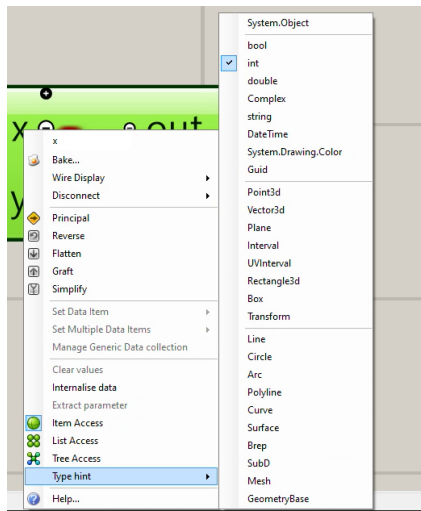 x
out
y
x
Bake...
Wire Display
Disconnect
Principal
Reverse
Flatten
Graft
Simplify
Set Data Item
Set Multiple Data Items
Manage Generic Data collection
Clear values
Internalise data
Extract parameter
Item Access
List Access
Tree Access
Type hint
Help...
System.Object
bool
int
double
Complex
string
DateTime
System.Drawing.Color
Guid
Point3d
Vector3d
Plane
Interval
UVInterval
Rectangle3d
Box
Transform
Line
Circle
Arc
Polyline
Curve
Surface
Brep
SubD
Mesh
GeometryBase